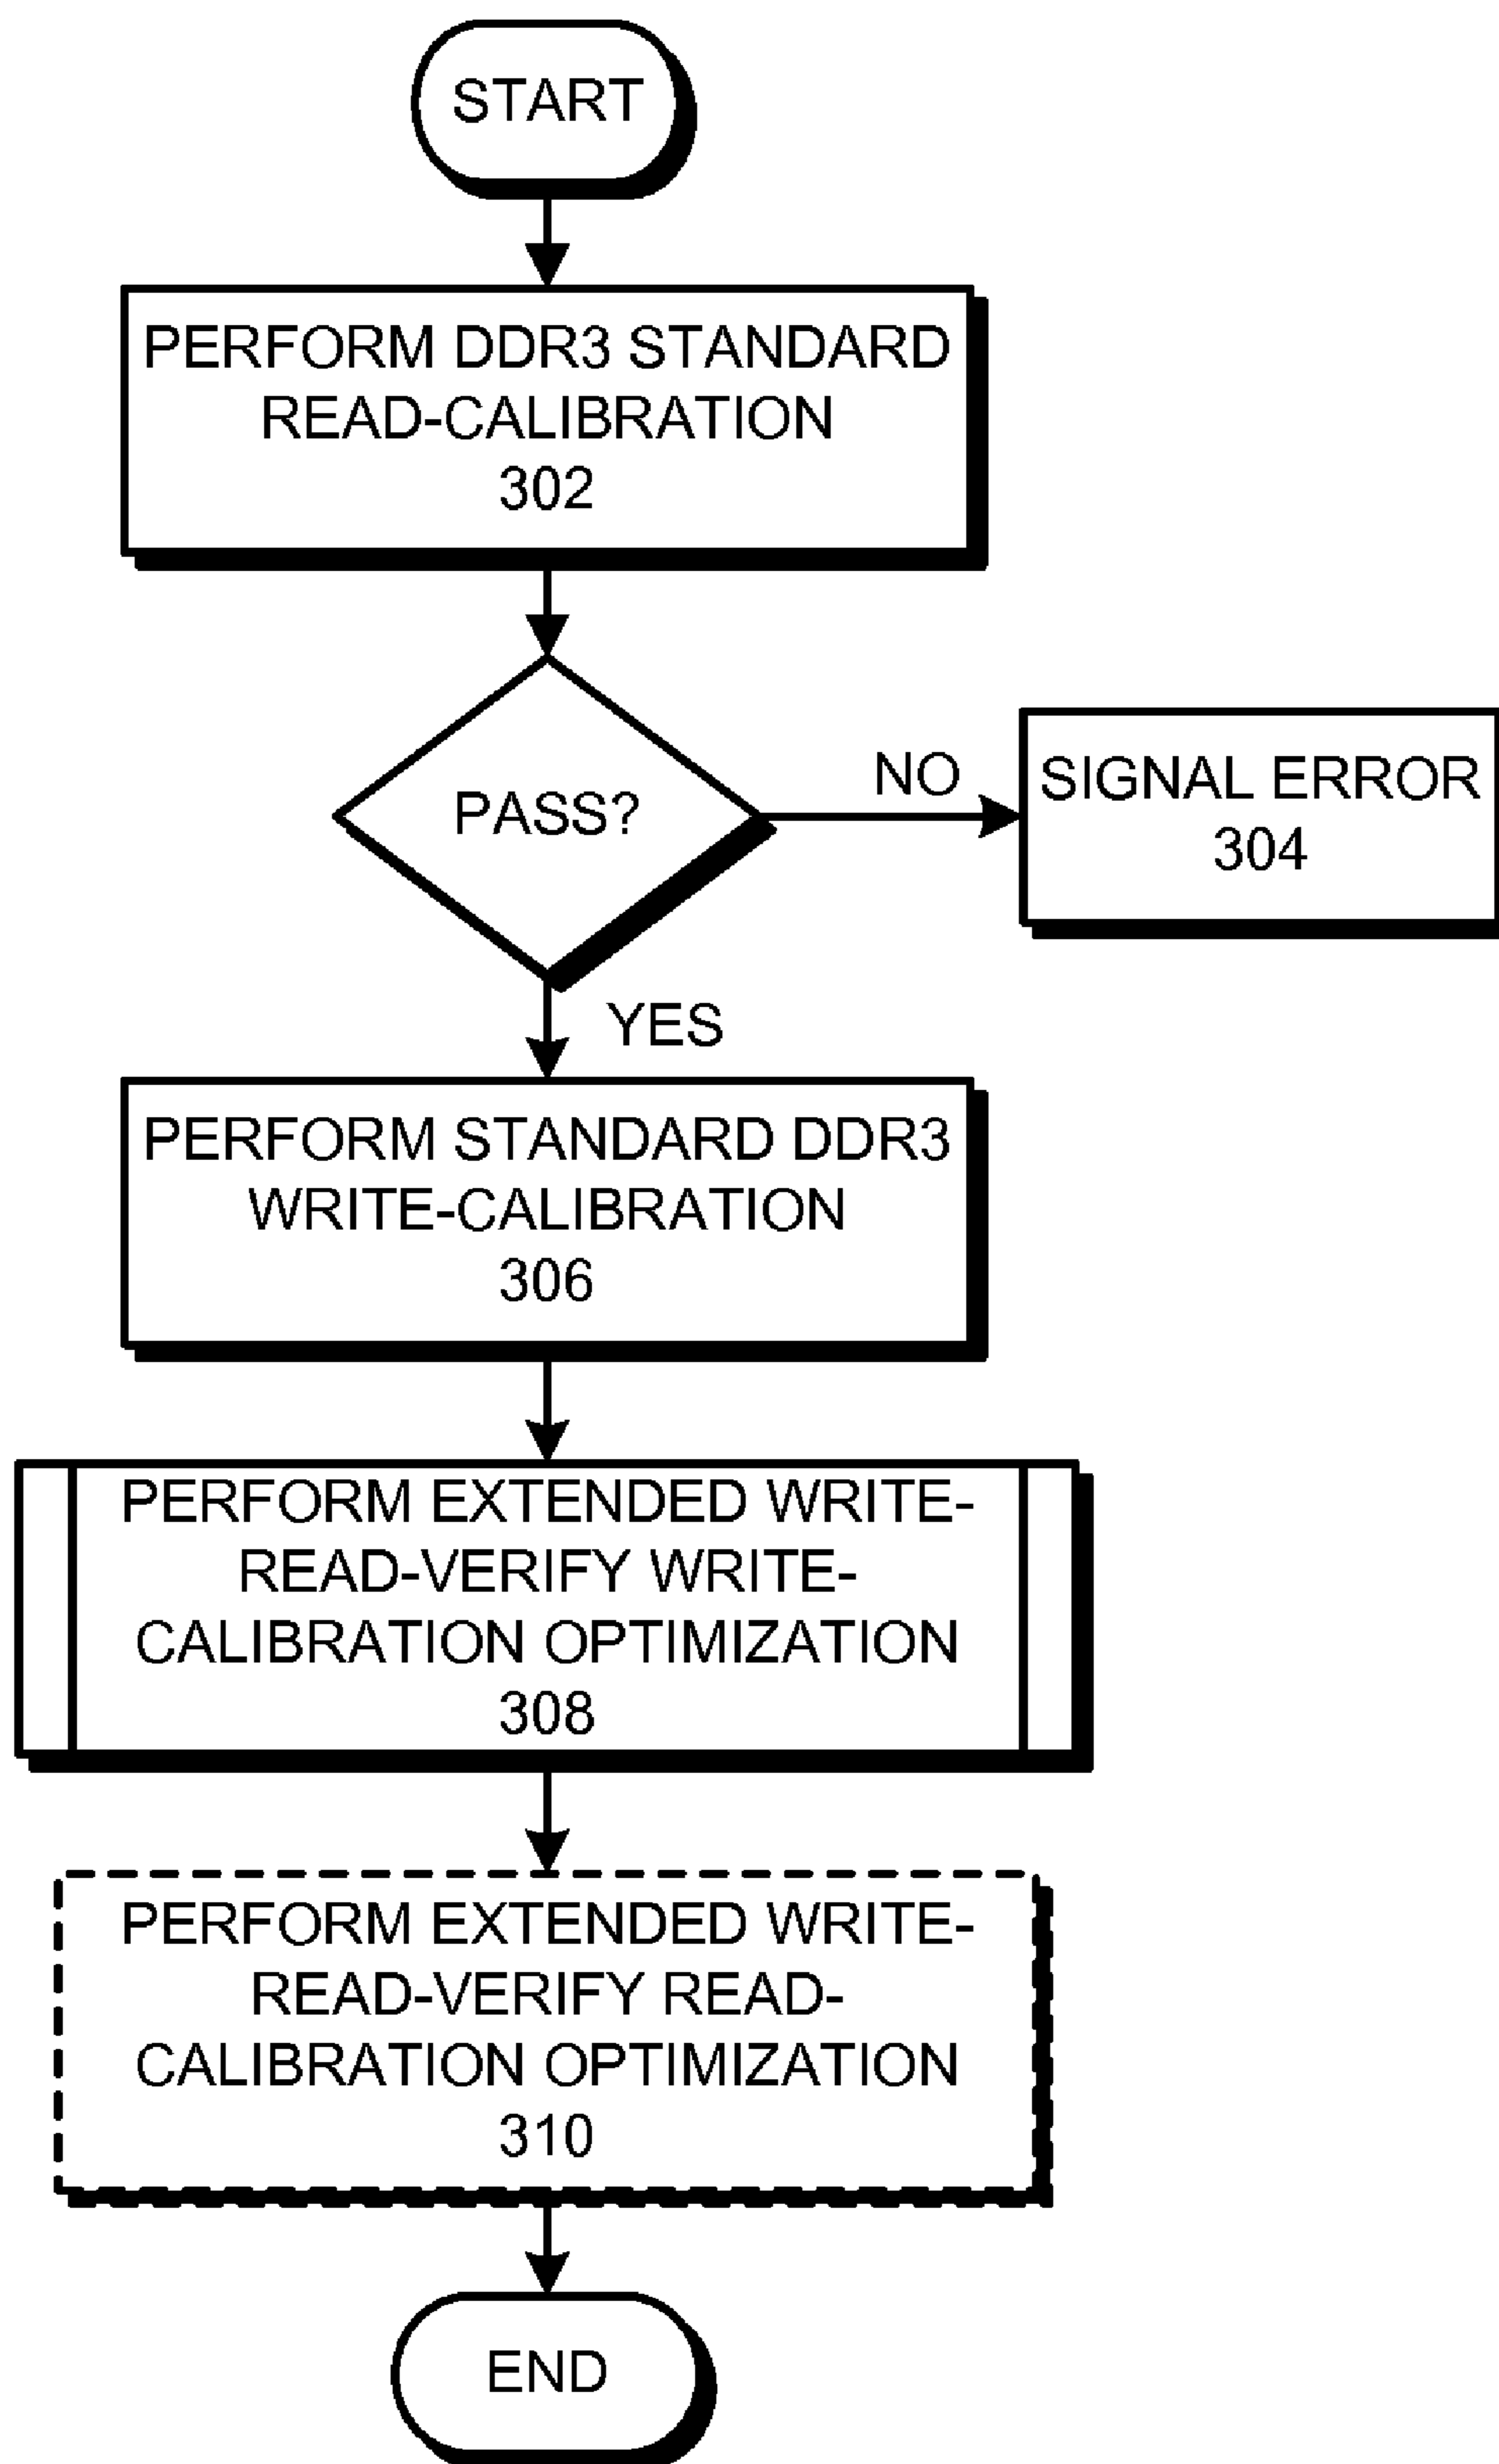 START
PERFORM DDR3 STANDARD
READ-CALIBRATION
302
PASS?
NO
SIGNAL ERROR
304
YES
PERFORM STANDARD DDR3
WRITE-CALIBRATION
306
PERFORM EXTENDED WRITE-
READ-VERIFY WRITE-
CALIBRATION OPTIMIZATION
308
PERFORM EXTENDED WRITE-
READ-VERIFY READ-
CALIBRATION OPTIMIZATION
310
END